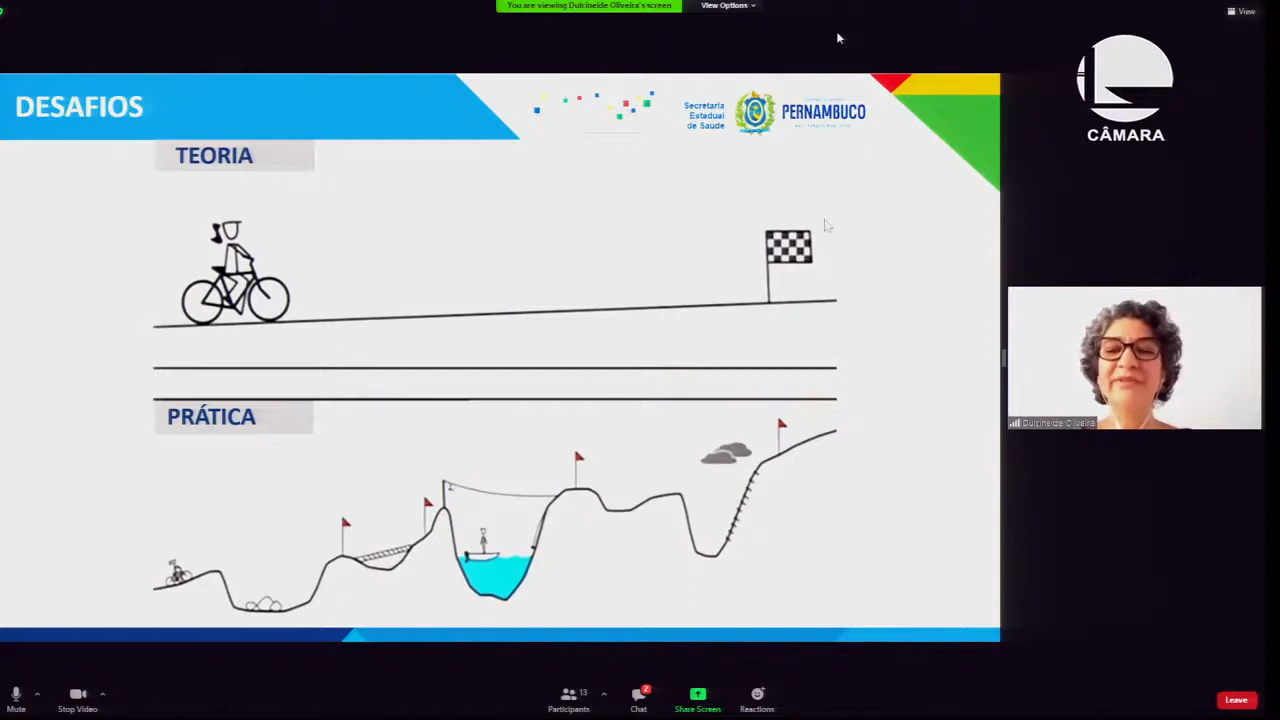 You are viewing Dulcineide Oliveira's screen
View Options
View
DESAFIOS
Secretaria
Estadual
de Saúde
PERNAMBUCO
CÂMARA
TEORIA
PRÁTICA
Dulcineide Oliveira
Mute
Stop Video
13
Participants
2
Chat
Share Screen
Reactions
Leave